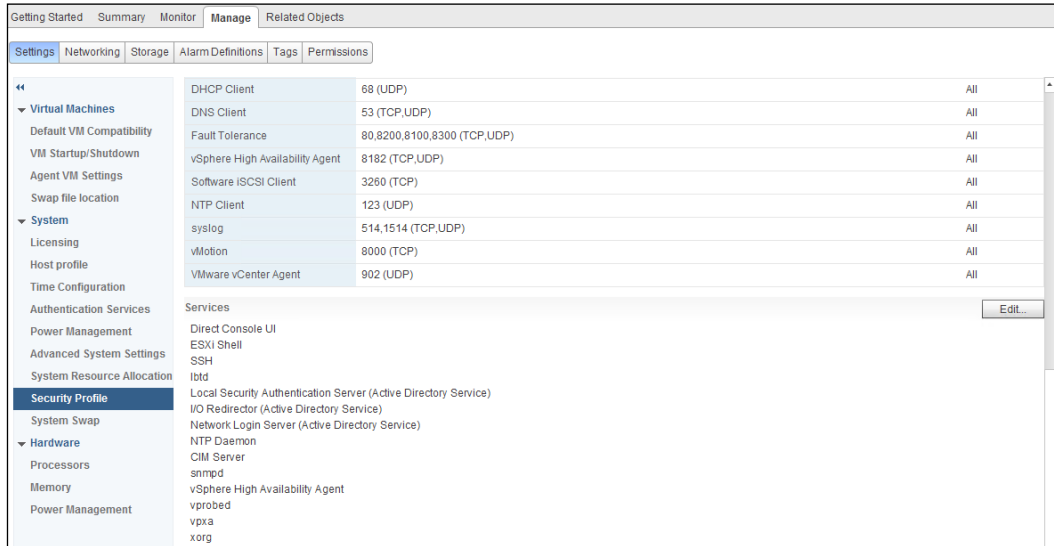 Getting Started Summary Monitor Manage Related Objects
Settings Networking Storage Alarm Definitions Tags Permissions
Virtual Machines
Default VM Compatibility
VM Startup/Shutdown
Agent VM Settings
Swap file location
System
Licensing
Host profile
Time Configuration
Authentication Services
Power Management
Advanced System Settings
System Resource Allocation
Security Profile
System Swap
Hardware
Processors
Memory
Power Management
DHCP Client 68 (UDP) All
DNS Client 53 (TCP,UDP) All
Fault Tolerance 80,8200,8100,8300 (TCP,UDP) All
vSphere High Availability Agent 8182 (TCP,UDP) All
Software iSCSI Client 3260 (TCP) All
NTP Client 123 (UDP) All
syslog 514,1514 (TCP,UDP) All
vMotion 8000 (TCP) All
VMware vCenter Agent 902 (UDP) All
Services Edit...
Direct Console UI
ESXi Shell
SSH
lbtd
Local Security Authentication Server (Active Directory Service)
I/O Redirector (Active Directory Service)
Network Login Server (Active Directory Service)
NTP Daemon
CIM Server
snmpd
vSphere High Availability Agent
vprobed
vpxa
xorg